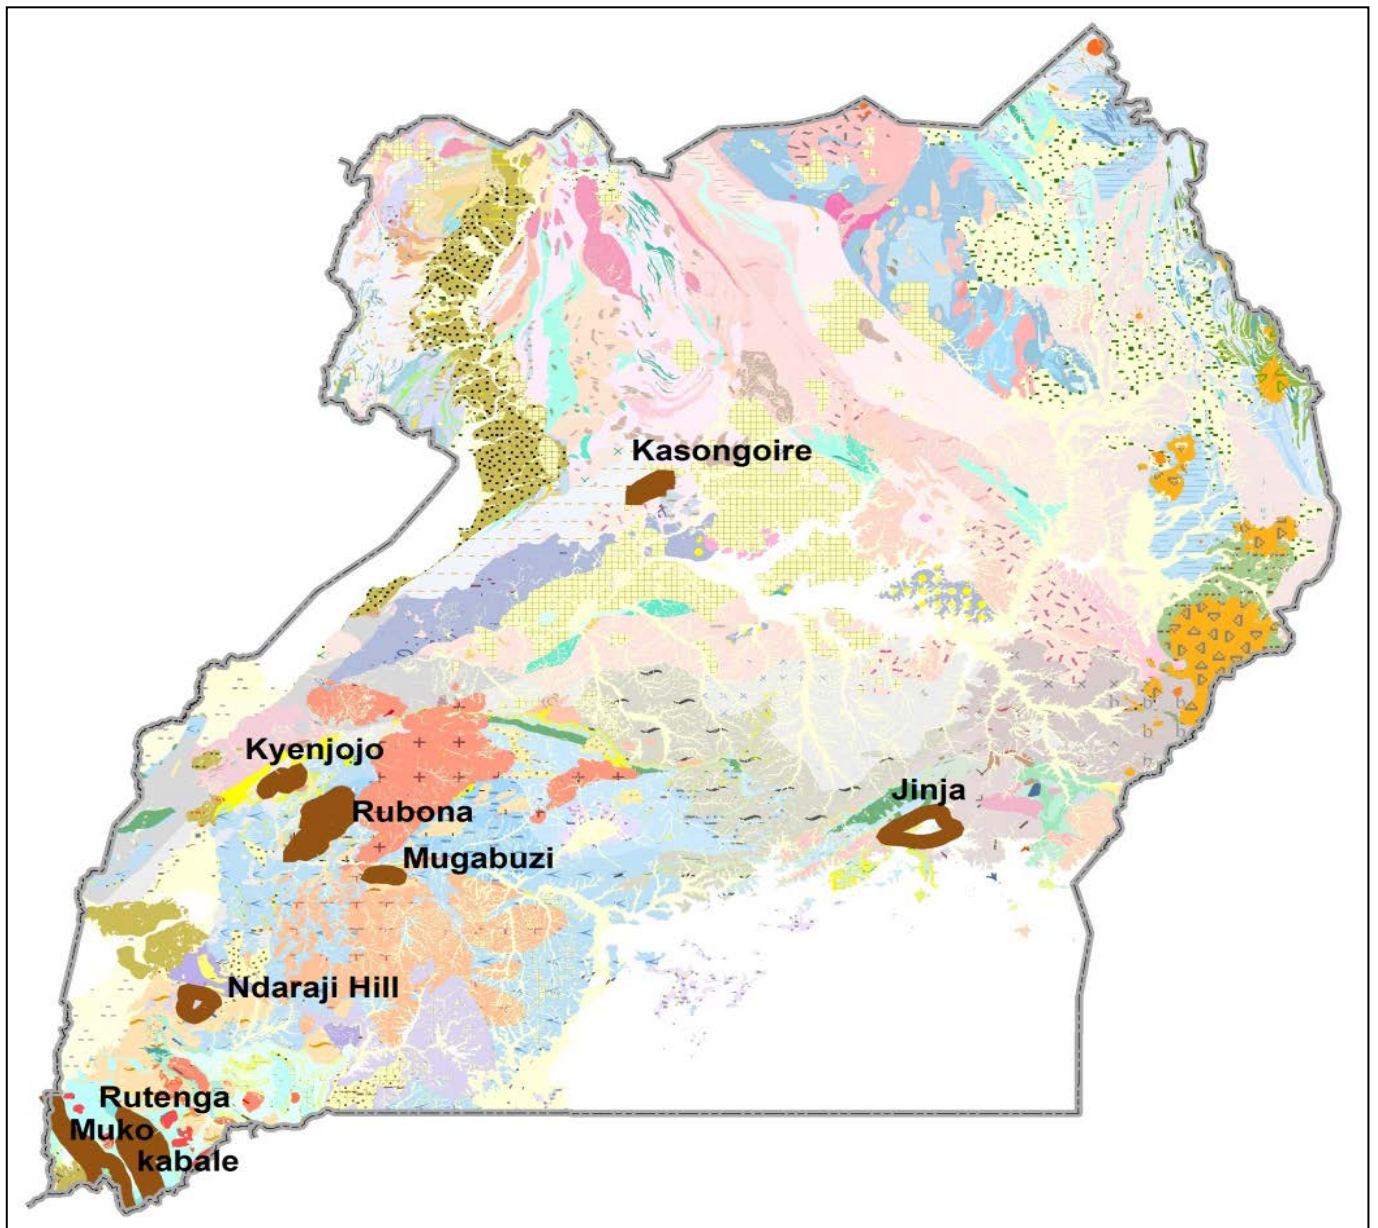 Kasongoire
Kyenjojo
Rubona
Jinja
Mugabuzi
Ndaraji Hill
Rutenga
Muko
kabale